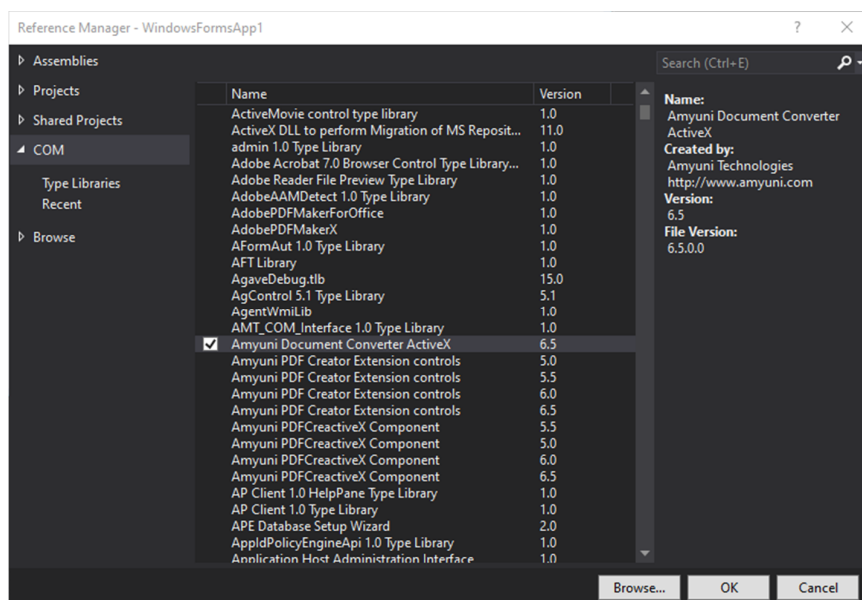 Reference Manager - WindowsFormsApp1
?
Assemblies
Projects
Shared Projects
COM
Type Libraries
Recent
Browse
Name Version
ActiveMovie control type library 1.0
ActiveX DLL to perform Migration of MS Reposit... 11.0
admin 1.0 Type Library 1.0
Adobe Acrobat 7.0 Browser Control Type Library... 1.0
Adobe Reader File Preview Type Library 1.0
AdobeAAMDetect 1.0 Type Library 1.0
AdobePDFMakerForOffice 1.0
AdobePDFMakerX 1.0
AFormAut 1.0 Type Library 1.0
AFT Library 1.0
AgaveDebug.tlb 15.0
AgControl 5.1 Type Library 5.1
AgentWmiLib 1.0
AMT_COM_Interface 1.0 Type Library 1.0
Amyuni Document Converter ActiveX 6.5
Amyuni PDF Creator Extension controls 5.0
Amyuni PDF Creator Extension controls 5.5
Amyuni PDF Creator Extension controls 6.0
Amyuni PDF Creator Extension controls 6.5
Amyuni PDFCreactiveX Component 5.5
Amyuni PDFCreactiveX Component 5.0
Amyuni PDFCreactiveX Component 6.0
Amyuni PDFCreactiveX Component 6.5
AP Client 1.0 HelpPane Type Library 1.0
AP Client 1.0 Type Library 1.0
APE Database Setup Wizard 2.0
AppIdPolicyEngineApi 1.0 Type Library 1.0
Application Host Administration Interface 1.0
Search (Ctrl+E)
Name:
Amyuni Document Converter
ActiveX
Created by:
Amyuni Technologies
http://www.amyuni.com
Version:
6.5
File Version:
6.5.0.0
Browse... OK Cancel